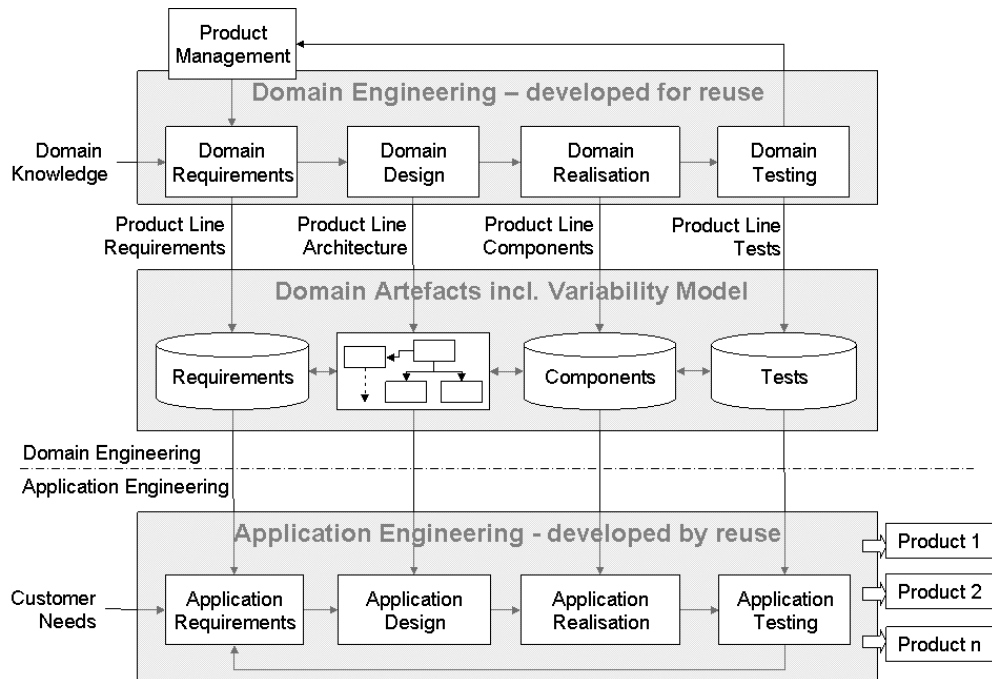 Product
Management
Domain Engineering – developed for reuse
Domain
Knowledge
Domain
Requirements
Domain
Design
Domain
Realisation
Domain
Testing
Product Line
Requirements
Product Line
Architecture
Product Line
Components
Product Line
Tests
Domain Artefacts incl. Variability Model
Requirements
Components
Tests
Domain Engineering
Application Engineering
Application Engineering - developed by reuse
Customer
Needs
Application
Requirements
Application
Design
Application
Realisation
Application
Testing
Product 1
Product 2
Product n